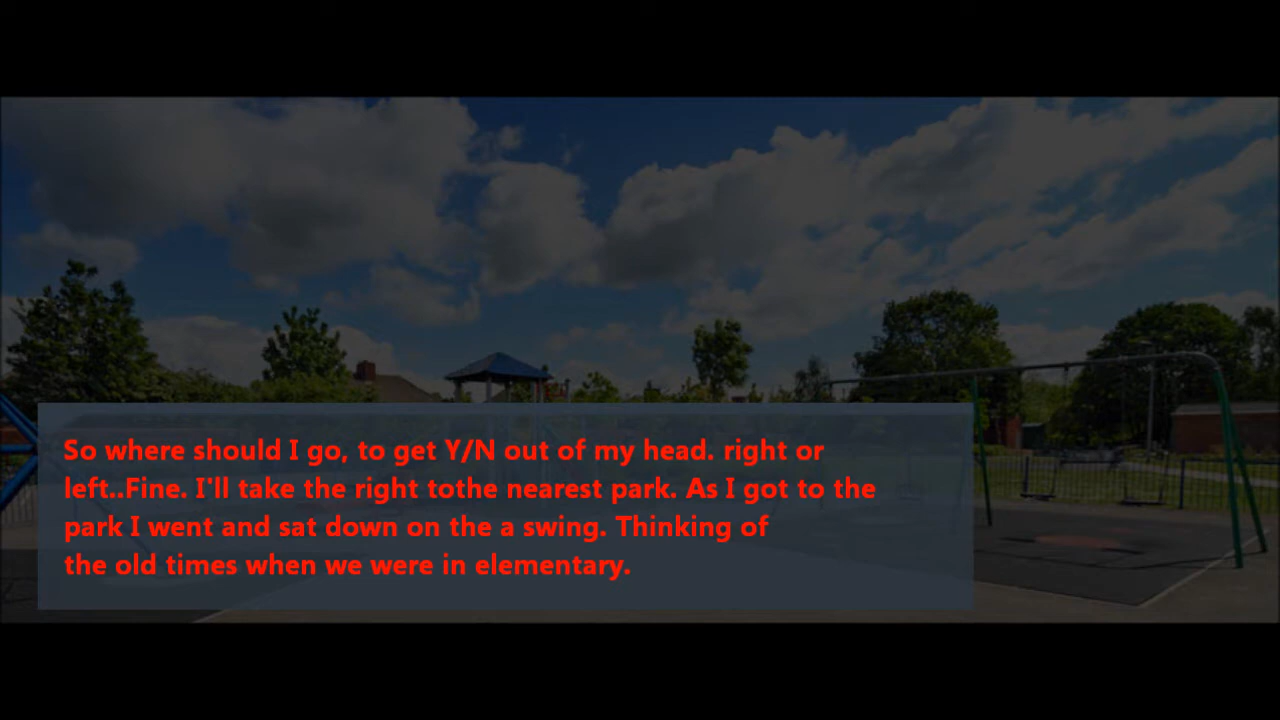 So where should I go, to get Y/N out of my head. right or
left..Fine. I'll take the right tothe nearest park. As I got to the
park I went and sat down on the a swing. Thinking of
the old times when we were in elementary.